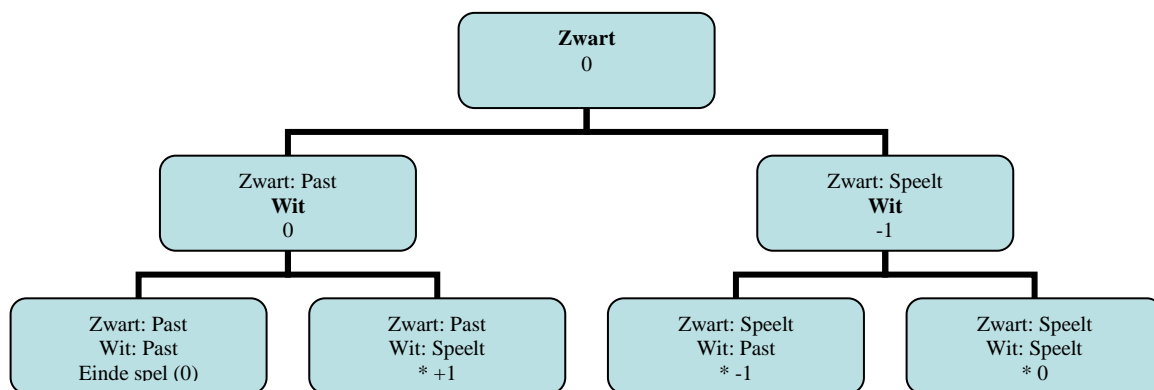 Zwart
0
Zwart: Past
Wit
0
Zwart: Speelt
Wit
-1
Zwart: Past
Wit: Past
Einde spel (0)
Zwart: Past
Wit: Speelt
* +1
Zwart: Speelt
Wit: Past
* -1
Zwart: Speelt
Wit: Speelt
* 0